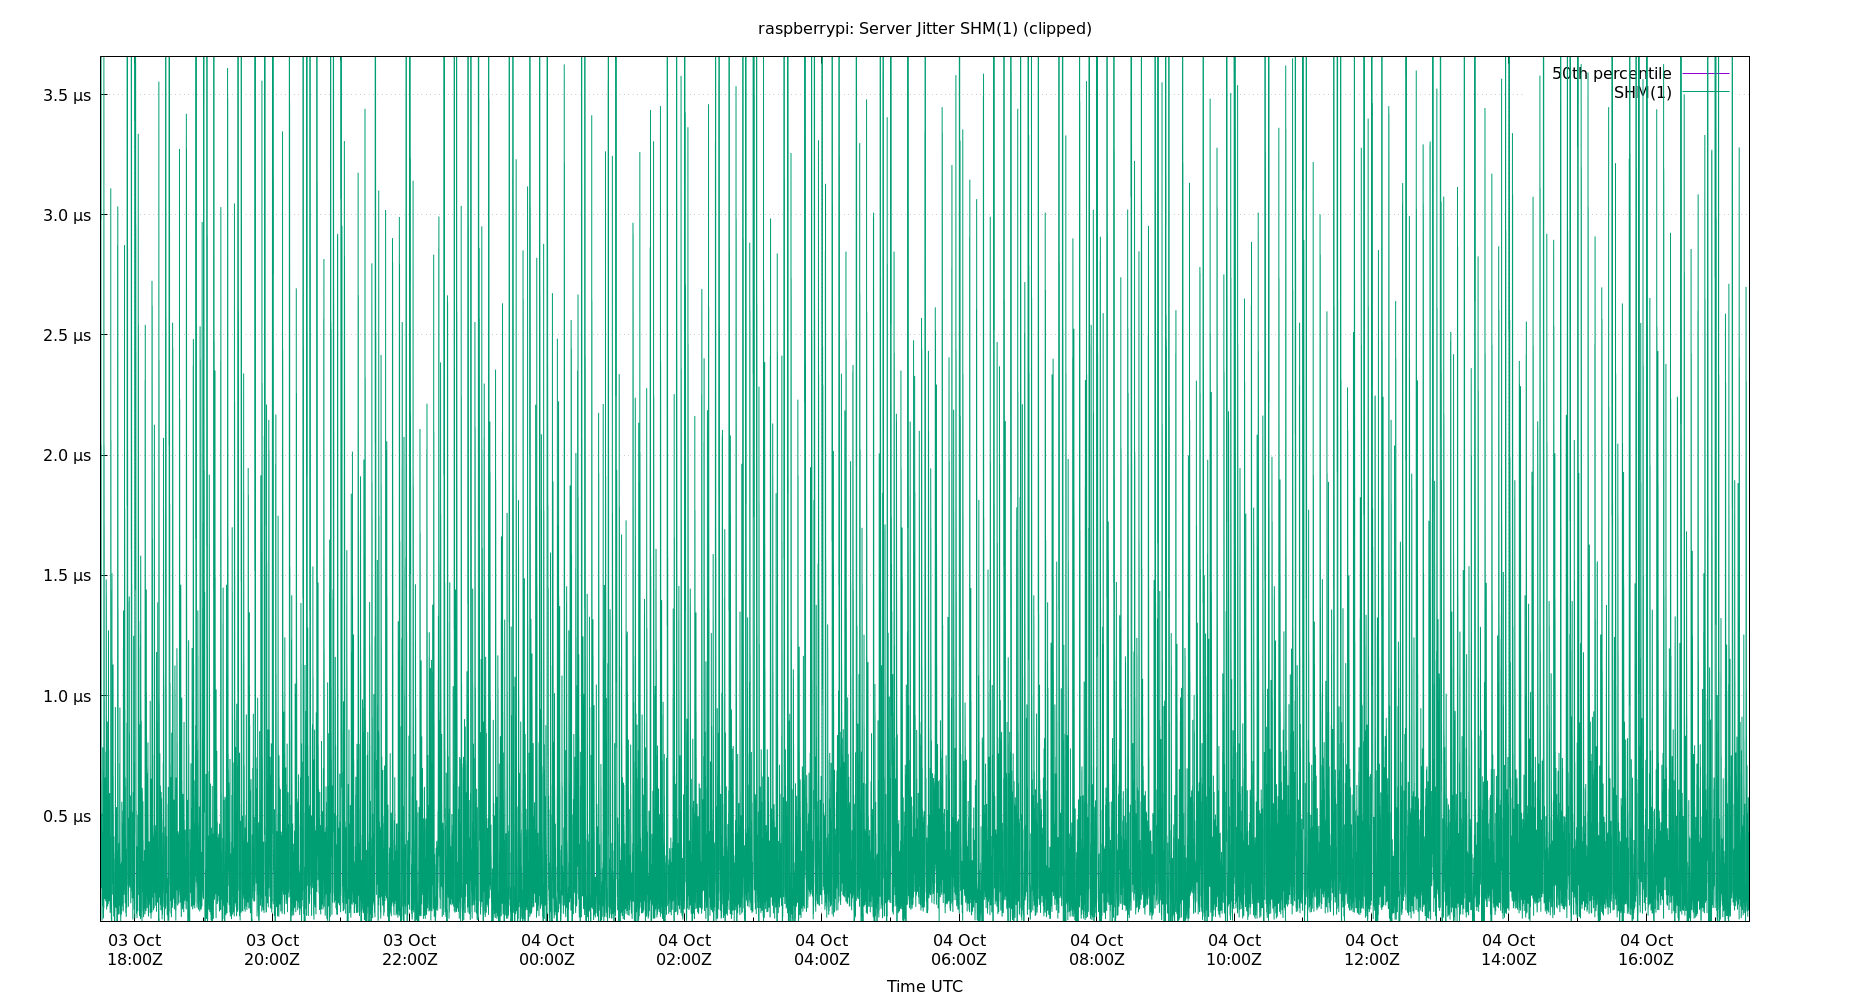 raspberrypi: Server Jitter SHM(1) (clipped)
50th percentile
SHM(1)
3.5 μs
3.0 μs
2.5 μs
2.0 μs
1.5 μs
1.0 μs
0.5 μs
03 Oct 03 Oct 03 Oct 04 Oct 04 Oct 04 Oct 04 Oct 04 Oct 04 Oct 04 Oct 04 Oct 04 Oct
18:00Z 20:00Z 22:00Z 00:00Z 02:00Z 04:00Z 06:00Z 08:00Z 10:00Z 12:00Z 14:00Z 16:00Z
Time UTC